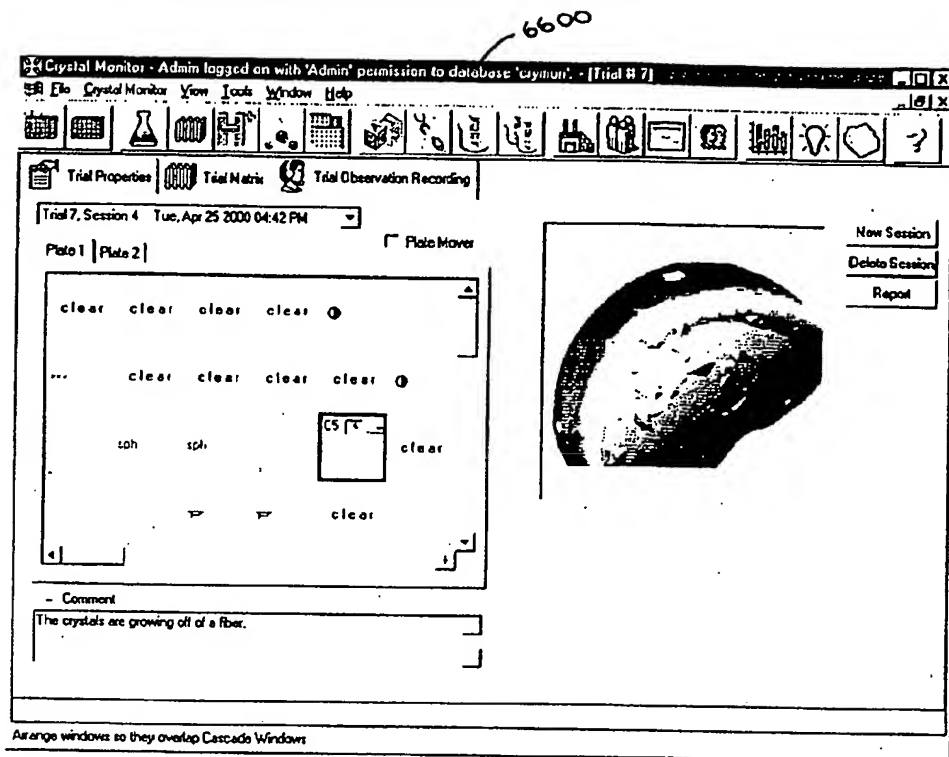 6600
Crystal Monitor - Admin logged on with 'Admin' permission to database 'crymon'. - [Trial # 7]
File Crystal Monitor View Tools Window Help
Trial Properties Trial Matrix Trial Observation Recording
Trial 7, Session 4 Tue, Apr 25 2000 04:42 PM
Plate Mover
New Session
Plate 1 Plate 2
Delete Session
Report
clear clear clear clear
clear clear clear clear
C5
sph sph clear
clear
Comment
The crystals are growing off of a fiber.
Arrange windows so they overlap Cascade Windows